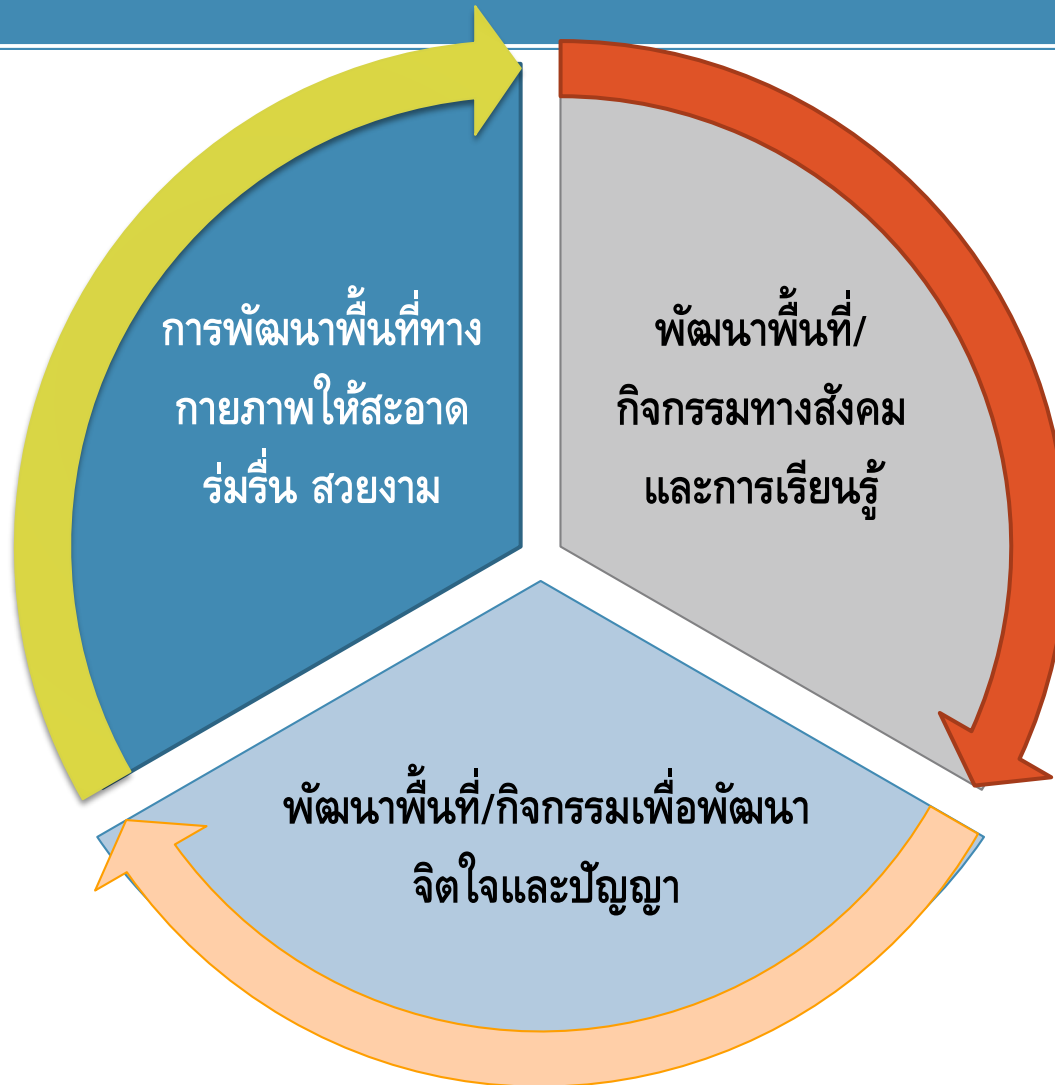 การพัฒนาพื้นที่ทาง
กายภาพให้สะอาด
ร่มรื่น สวยงาม
พัฒนาพื้นที่/
กิจกรรมทางสังคม
และการเรียนรู้
พัฒนาพื้นที่/กิจกรรมเพื่อพัฒนา
จิตใจและปัญญา